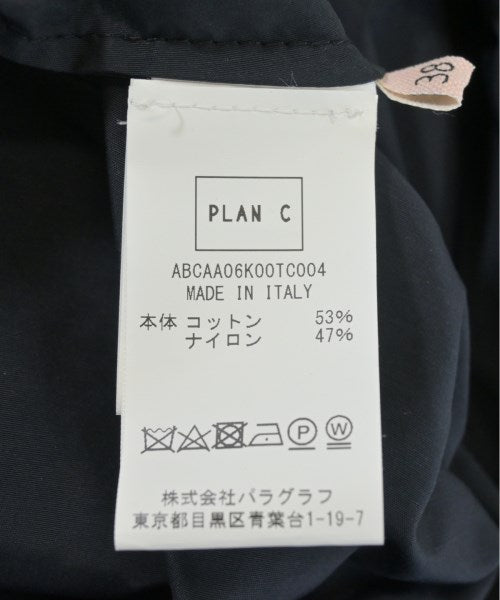 38
PLAN C
ABCAA06K00TC004
MADE IN ITALY
本体 コットン 53%
ナイロン 47%
P W
株式会社パラグラフ
東京都目黒区青葉台1-19-7